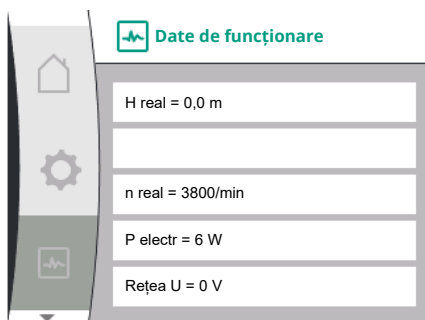 Date de funcționare
H real = 0,0 m
n real = 3800/min
P electr = 6 W
Rețea U = 0 V